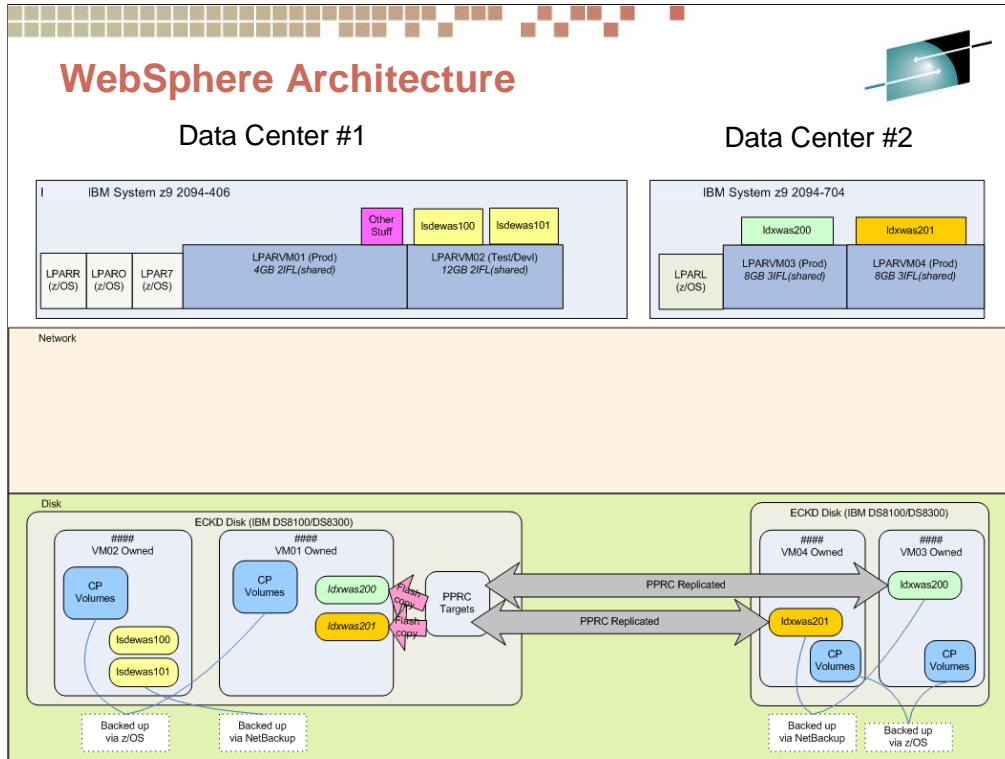 WebSphere Architecture
Data Center #1
Data Center #2
I IBM System z9 2094-406
Other
Stuff
lsdewas100
lsdewas101
LPARR
(z/OS)
LPARO
(z/OS)
LPAR7
(z/OS)
LPARVM01 (Prod)
4GB 2IFL(shared)
LPARVM02 (Test/Devl)
12GB 2IFL(shared)
IBM System z9 2094-704
ldxwas200
ldxwas201
LPARL
(z/OS)
LPARVM03 (Prod)
8GB 3IFL(shared)
LPARVM04 (Prod)
8GB 3IFL(shared)
Network
Disk
ECKD Disk (IBM DS8100/DS8300)
####
VM02 Owned
CP
Volumes
lsdewas100
lsdewas101
####
VM01 Owned
CP
Volumes
ldxwas200
ldxwas201
Flash
copy
Flash
copy
PPRC
Targets
PPRC Replicated
PPRC Replicated
ECKD Disk (IBM DS8100/DS8300)
####
VM04 Owned
ldxwas201
CP
Volumes
####
VM03 Owned
ldxwas200
CP
Volumes
Backed up
via z/OS
Backed up
via NetBackup
Backed up
via NetBackup
Backed up
via z/OS